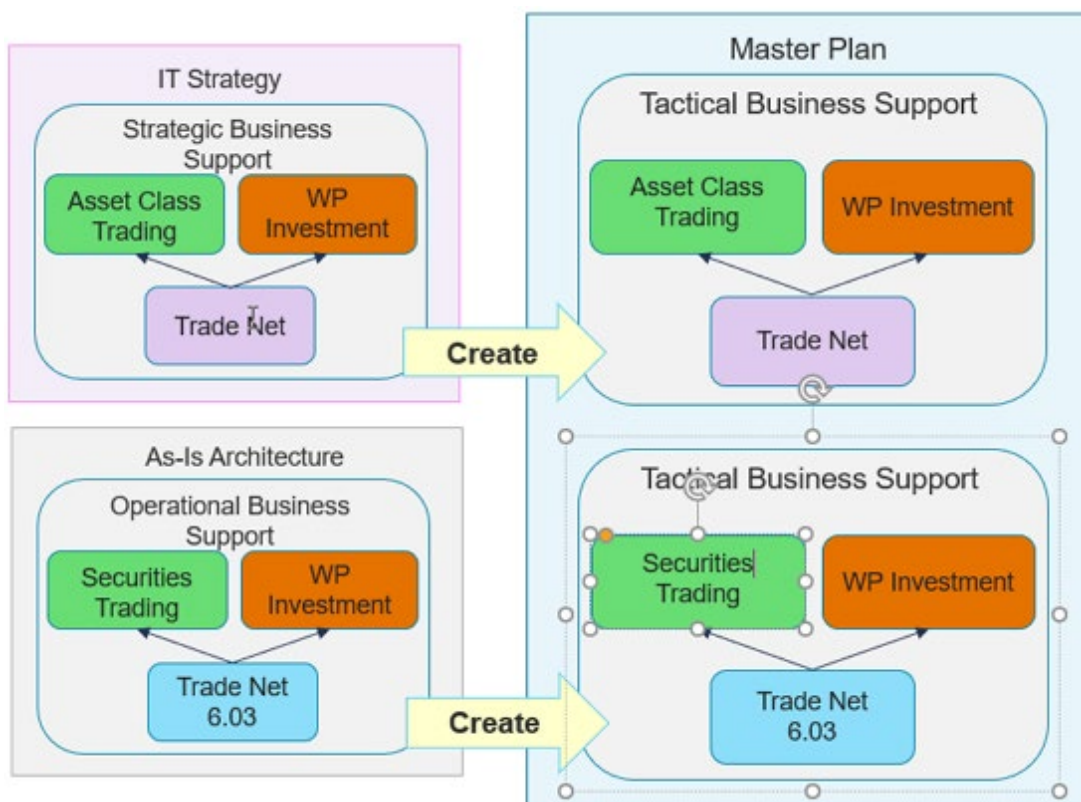 IT Strategy
Strategic Business
Support
Asset Class
Trading
WP
Investment
Trade Net
Create
As-Is Architecture
Operational Business
Support
Securities
Trading
WP
Investment
Trade Net
6.03
Create
Master Plan
Tactical Business Support
Asset Class
Trading
WP Investment
Trade Net
Tactical Business Support
Securities
Trading
WP Investment
Trade Net
6.03